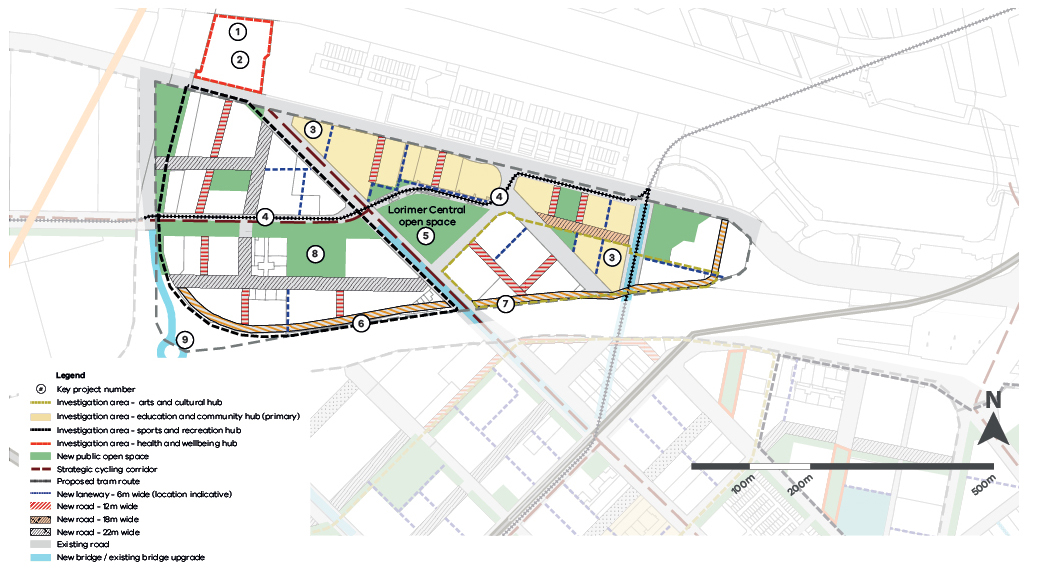 1
2
3
3
4
4
Lorimer Central
open space
5
8
7
6
9
Legend
# Key project number
Investigation area - arts and cultural hub
Investigation area - education and community hub (primary)
Investigation area - sports and recreation hub
Investigation area - health and wellbeing hub
New public open space
Strategic cycling corridor
Proposed tram route
New laneway - 6m wide (location indicative)
New road - 12m wide
New road - 18m wide
New road - 22m wide
Existing road
New bridge / existing bridge upgrade
N
100m
200m
500m